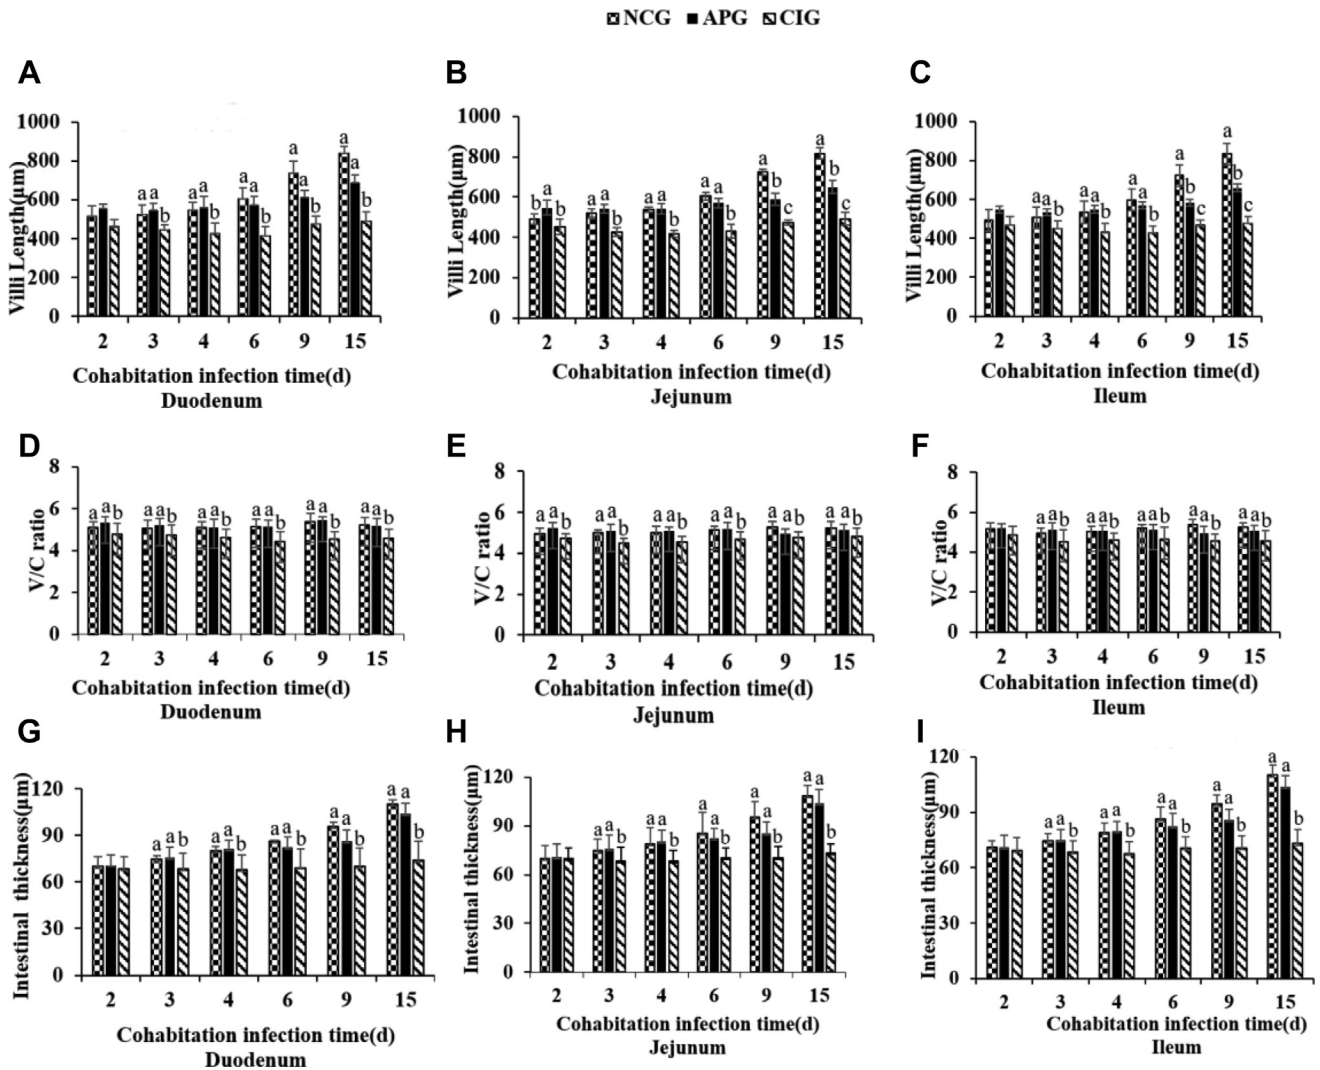 NCG APG CIG
A
Villi Length(μm)
1000
800
600
400
200
0
a a b
a a b
a a b
a a b
a a b
2 3 4 6 9 15
Cohabitation infection time(d)
Duodenum
B
Villi Length(μm)
1000
800
600
400
200
0
b a b
a a b
a a b
a a b
a b c
a b c
2 3 4 6 9 15
Cohabitation infection time(d)
Jejunum
C
Villi Length(μm)
1000
800
600
400
200
0
a a b
a a b
a a b
a b c
a b c
2 3 4 6 9 15
Cohabitation infection time(d)
Ileum
D
V/C ratio
8
6
4
2
0
a a b
a a b
a a b
a a b
a a b
a a b
2 3 4 6 9 15
Cohabitation infection time(d)
Duodenum
E
V/C ratio
8
6
4
2
0
a a b
a a b
a a b
a a b
a a b
a a b
2 3 4 6 9 15
Cohabitation infection time(d)
Jejunum
F
V/C ratio
8
6
4
2
0
a a b
a a b
a a b
a a b
a a b
2 3 4 6 9 15
Cohabitation infection time(d)
Ileum
G
Intestinal thickness(μm)
120
90
60
30
0
a a b
a a b
a a b
a a b
a a b
2 3 4 6 9 15
Cohabitation infection time(d)
Duodenum
H
Intestinal thickness(μm)
120
90
60
30
0
a a b
a a b
a a b
a a b
a a b
2 3 4 6 9 15
Cohabitation infection time(d)
Jejunum
I
Intestinal thickness(μm)
120
90
60
30
0
a a b
a a b
a a b
a a b
a a b
2 3 4 6 9 15
Cohabitation infection time(d)
Ileum